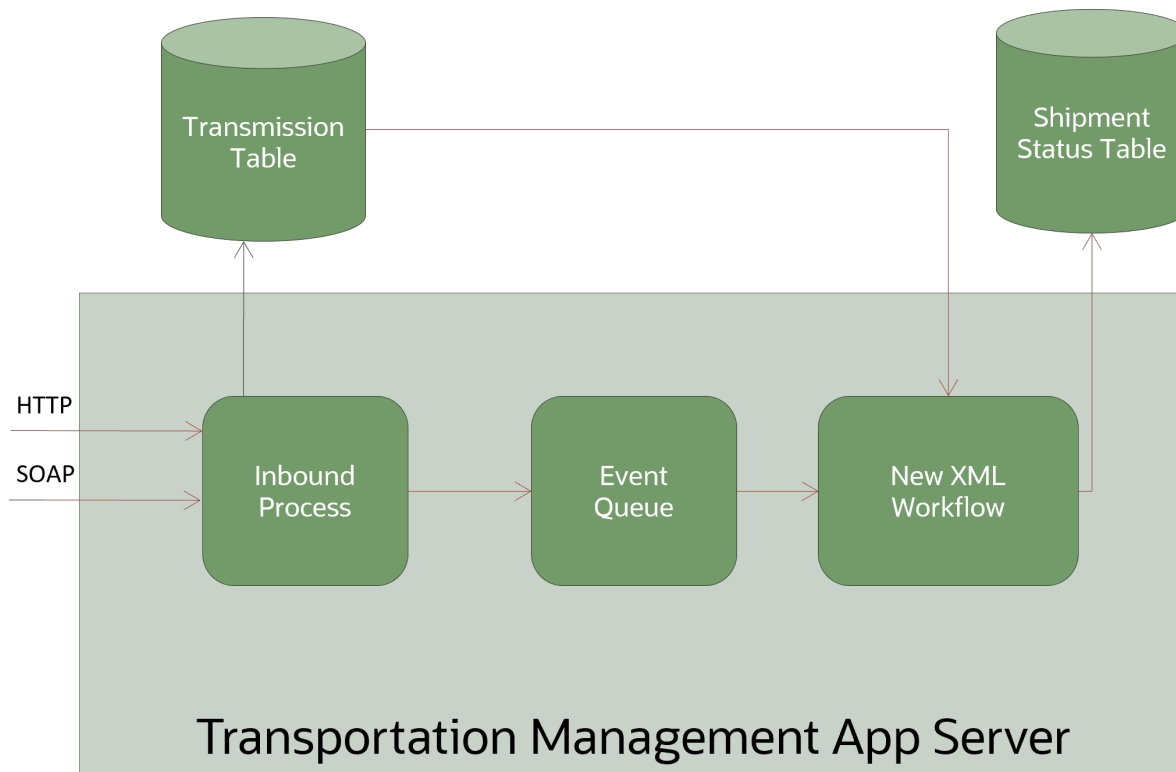 Transmission
Table
Shipment
Status Table
HTTP
SOAP
Inbound
Process
Event
Queue
New XML
Workflow
Transportation Management App Server